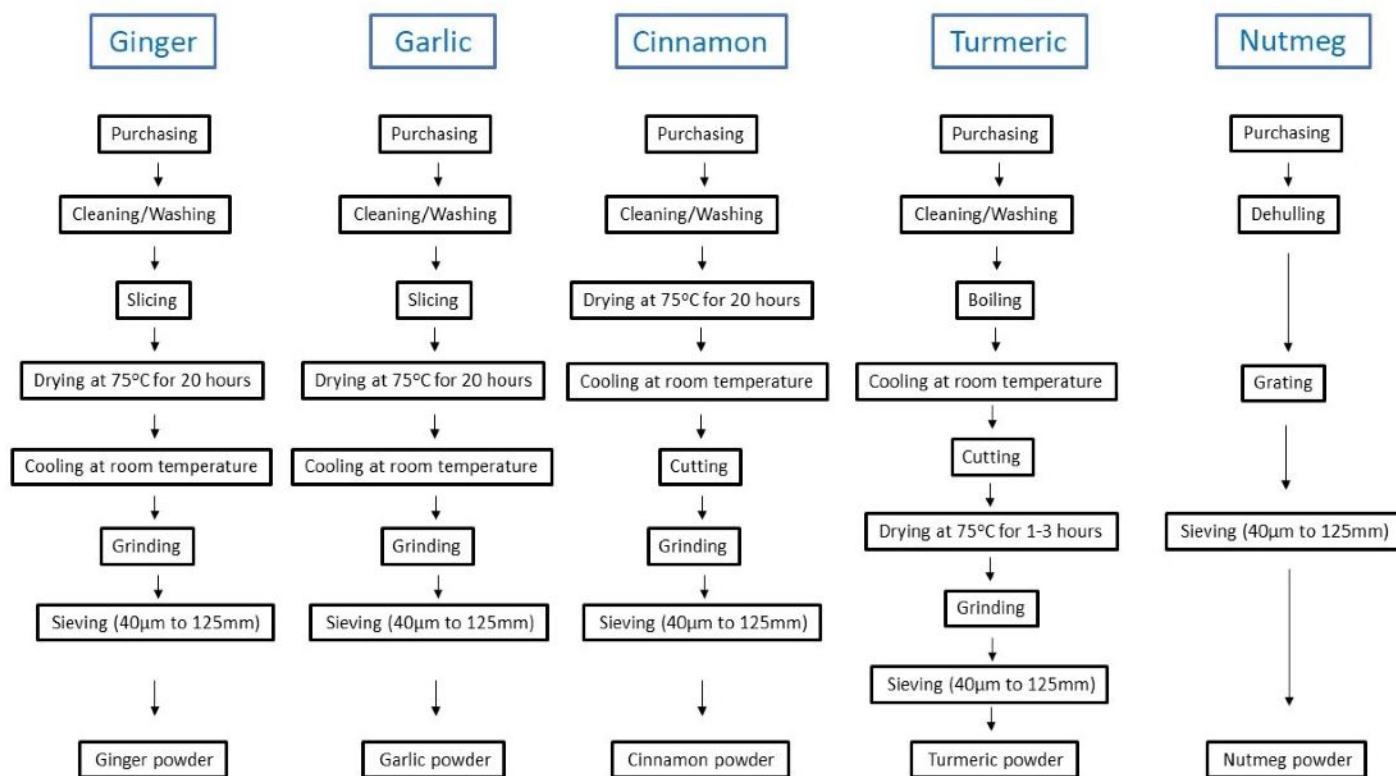 Ginger
Purchasing
Cleaning/Washing
Slicing
Drying at 75°C for 20 hours
Cooling at room temperature
Grinding
Sieving (40µm to 125mm)
Ginger powder
Garlic
Purchasing
Cleaning/Washing
Slicing
Drying at 75°C for 20 hours
Cooling at room temperature
Grinding
Sieving (40µm to 125mm)
Garlic powder
Cinnamon
Purchasing
Cleaning/Washing
Drying at 75°C for 20 hours
Cooling at room temperature
Cutting
Grinding
Sieving (40µm to 125mm)
Cinnamon powder
Turmeric
Purchasing
Cleaning/Washing
Boiling
Cooling at room temperature
Cutting
Drying at 75°C for 1-3 hours
Grinding
Sieving (40µm to 125mm)
Turmeric powder
Nutmeg
Purchasing
Dehulling
Grating
Sieving (40µm to 125mm)
Nutmeg powder